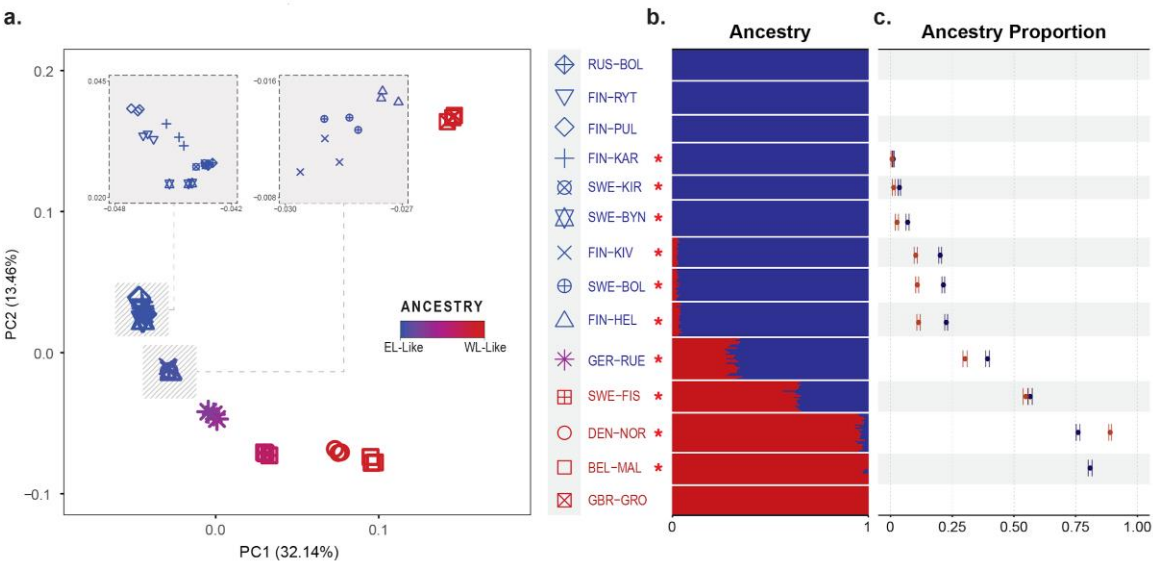 a.
b.
c.
Ancestry
Ancestry Proportion
0.2
0.1
0.0
−0.1
PC2 (13.46%)
0.045
0.020
−0.048
−0.042
−0.016
−0.008
−0.030
−0.027
ANCESTRY
EL-Like
WL-Like
0.0
0.1
PC1 (32.14%)
RUS−BOL
FIN−RYT
FIN−PUL
FIN−KAR *
SWE−KIR *
SWE−BYN *
FIN−KIV *
SWE−BOL *
FIN−HEL *
GER−RUE *
SWE−FIS *
DEN−NOR *
BEL−MAL *
GBR−GRO
0
1
0
0.25
0.50
0.75
1.00